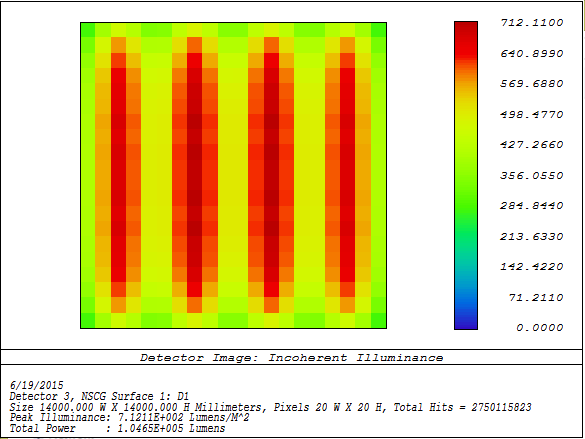 712.1100
640.8990
569.6880
498.4770
427.2660
356.0550
284.8440
213.6330
142.4220
71.2110
0.0000
Detector Image: Incoherent Illuminance
6/19/2015
Detector 3, NSCG Surface 1: D1
Size 14000.000 W X 14000.000 H Millimeters, Pixels 20 W X 20 H, Total Hits = 2750115823
Peak Illuminance: 7.1211E+002 Lumens/M^2
Total Power     : 1.0465E+005 Lumens